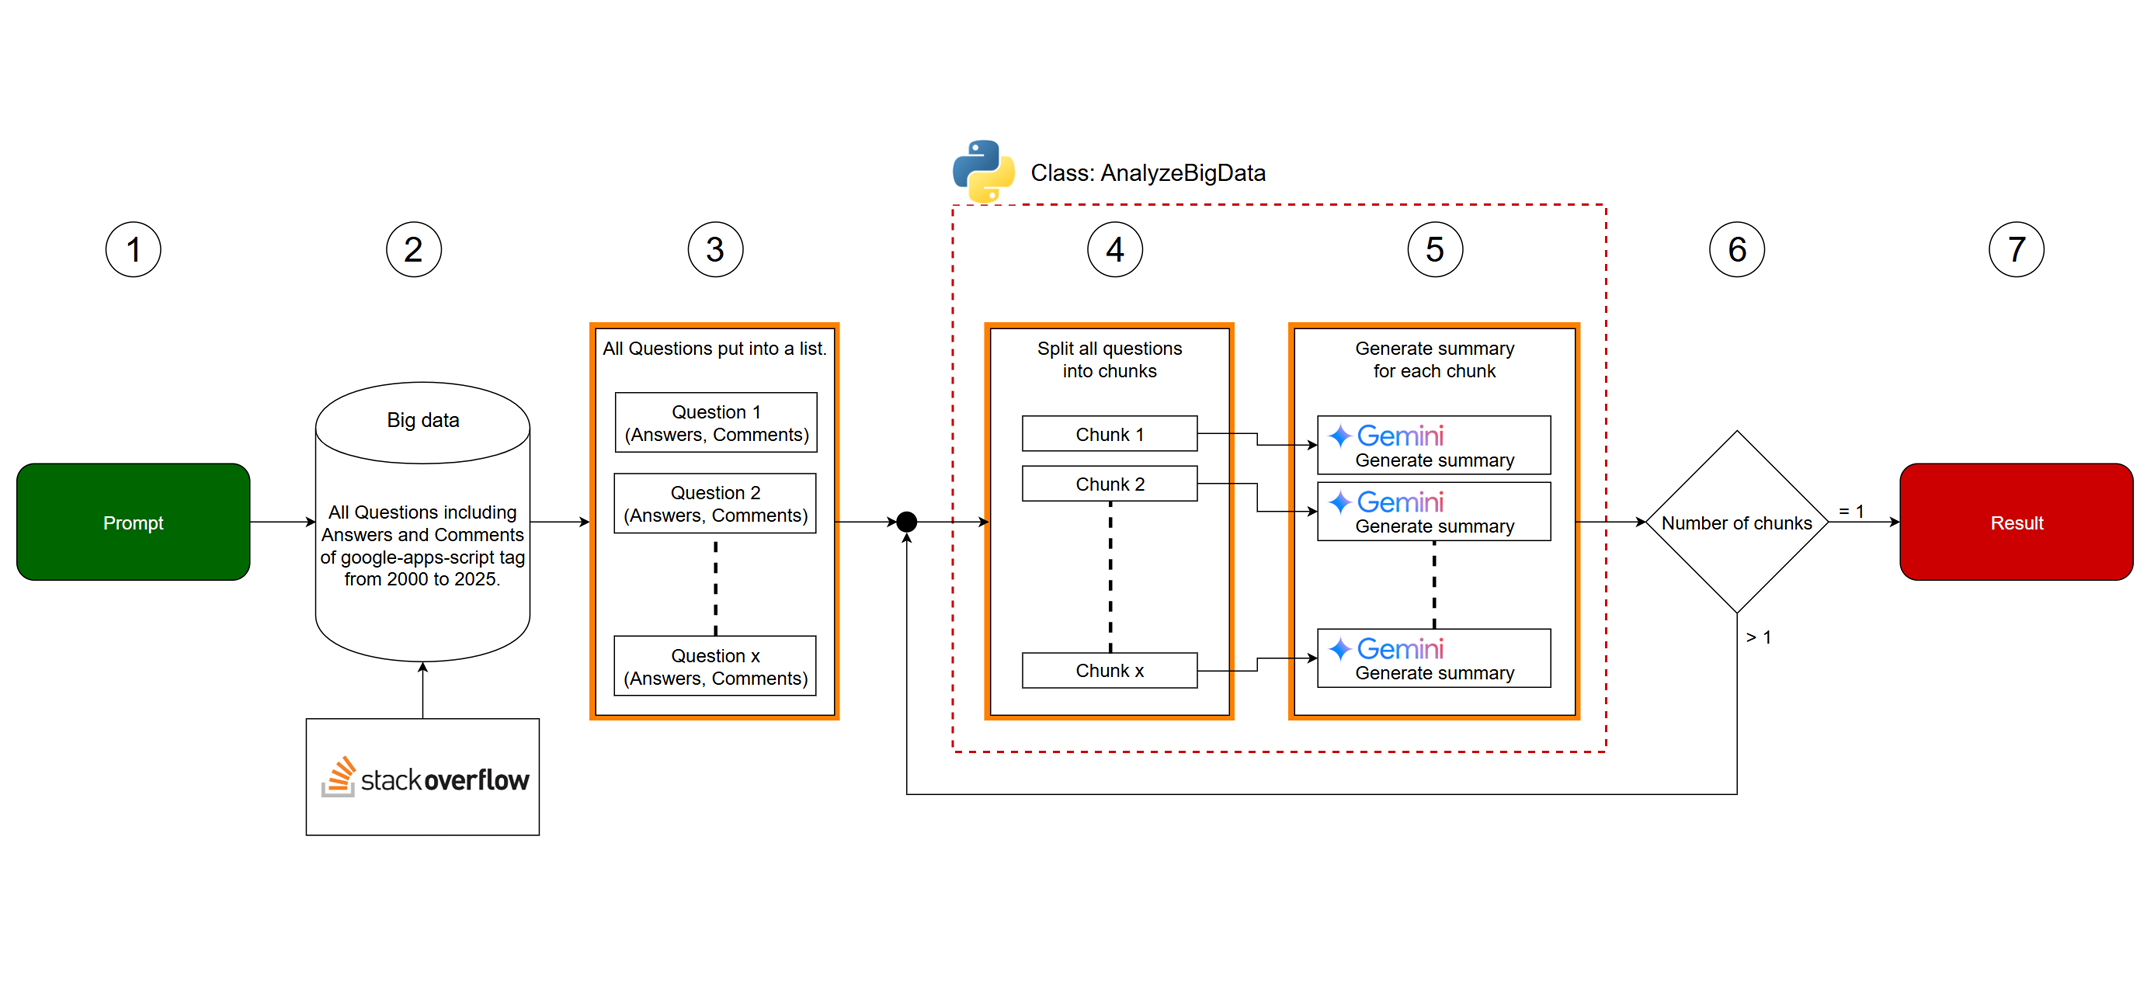 Class: AnalyzeBigData
1
2
3
4
5
6
7
Prompt
Big data
All Questions including
Answers and Comments
of google-apps-script tag
from 2000 to 2025.
stackoverflow
All Questions put into a list.
Question 1
(Answers, Comments)
Question 2
(Answers, Comments)
Question x
(Answers, Comments)
Split all questions
into chunks
Chunk 1
Chunk 2
Chunk x
Generate summary
for each chunk
Gemini
Generate summary
Gemini
Generate summary
Gemini
Generate summary
Number of chunks
= 1
> 1
Result